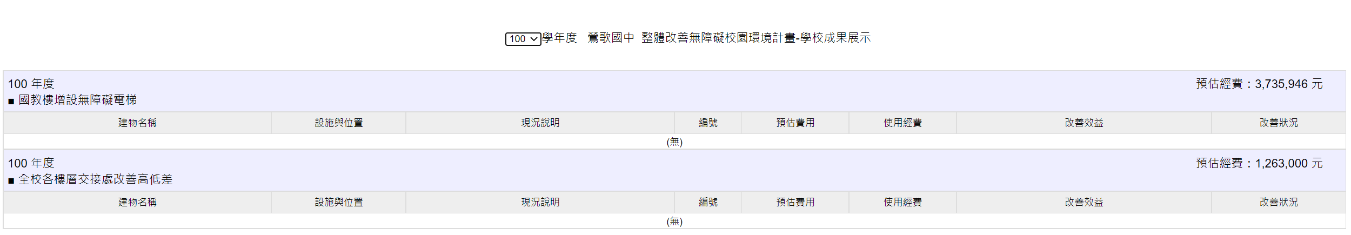 100 學年度 鶯歌國中 整體改善無障礙校園環境計畫-學校成果展示
100 年度 預估經費：3,735,946 元
■ 國教樓增設無障礙電梯
建物名稱 設施與位置 現況說明 編號 預估費用 使用經費 改善效益 改善狀況
(無)
100 年度 預估經費：1,263,000 元
■ 全校各樓層交接處改善高低差
建物名稱 設施與位置 現況說明 編號 預估費用 使用經費 改善效益 改善狀況
(無)